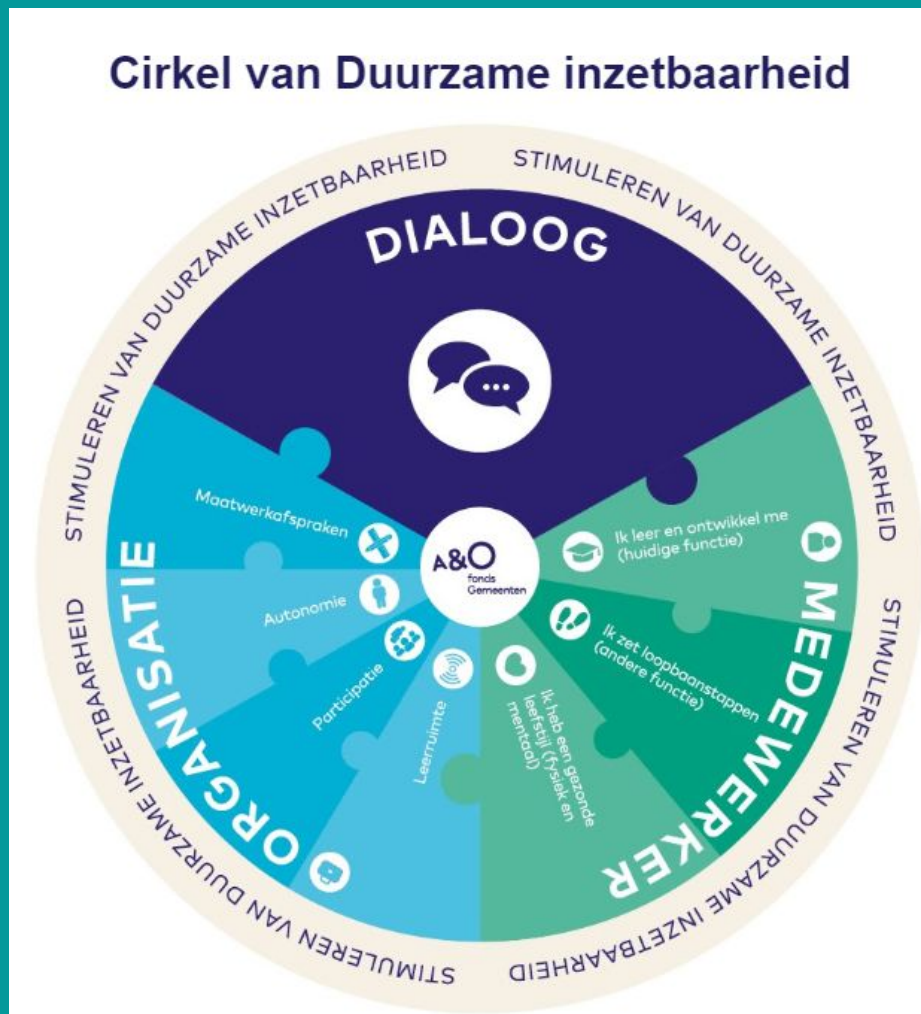 Cirkel van Duurzame inzetbaarheid
STIMULEREN VAN DUURZAME INZETBAARHEID
STIMULEREN VAN DUURZAME INZETBAARHEID
DIALOOG
Maatwerkafspraken
Autonomie
Participatie
Leerruimte
ORGANISATIE
A&O
fonds
Gemeenten
Ik leer en ontwikkel me
(huidige functie)
Ik zet loopbaanstappen
(andere functie)
Ik heb een gezonde
leefstijl (fysiek en
mentaal)
MEDEWERKER
STIMULEREN VAN DUURZAME INZETBAARHEID
STIMULEREN VAN DUURZAME INZETBAARHEID